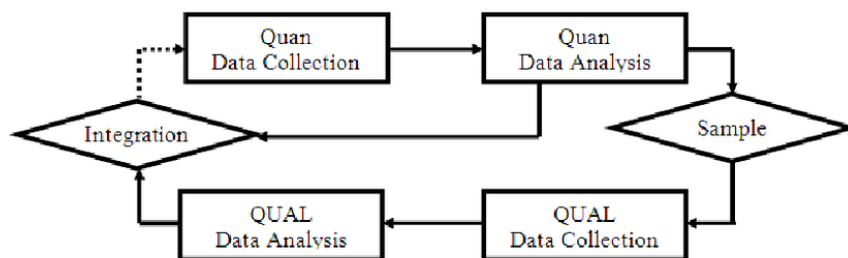 Quan
Data Collection
Quan
Data Analysis
Integration
Sample
QUAL
Data Analysis
QUAL
Data Collection